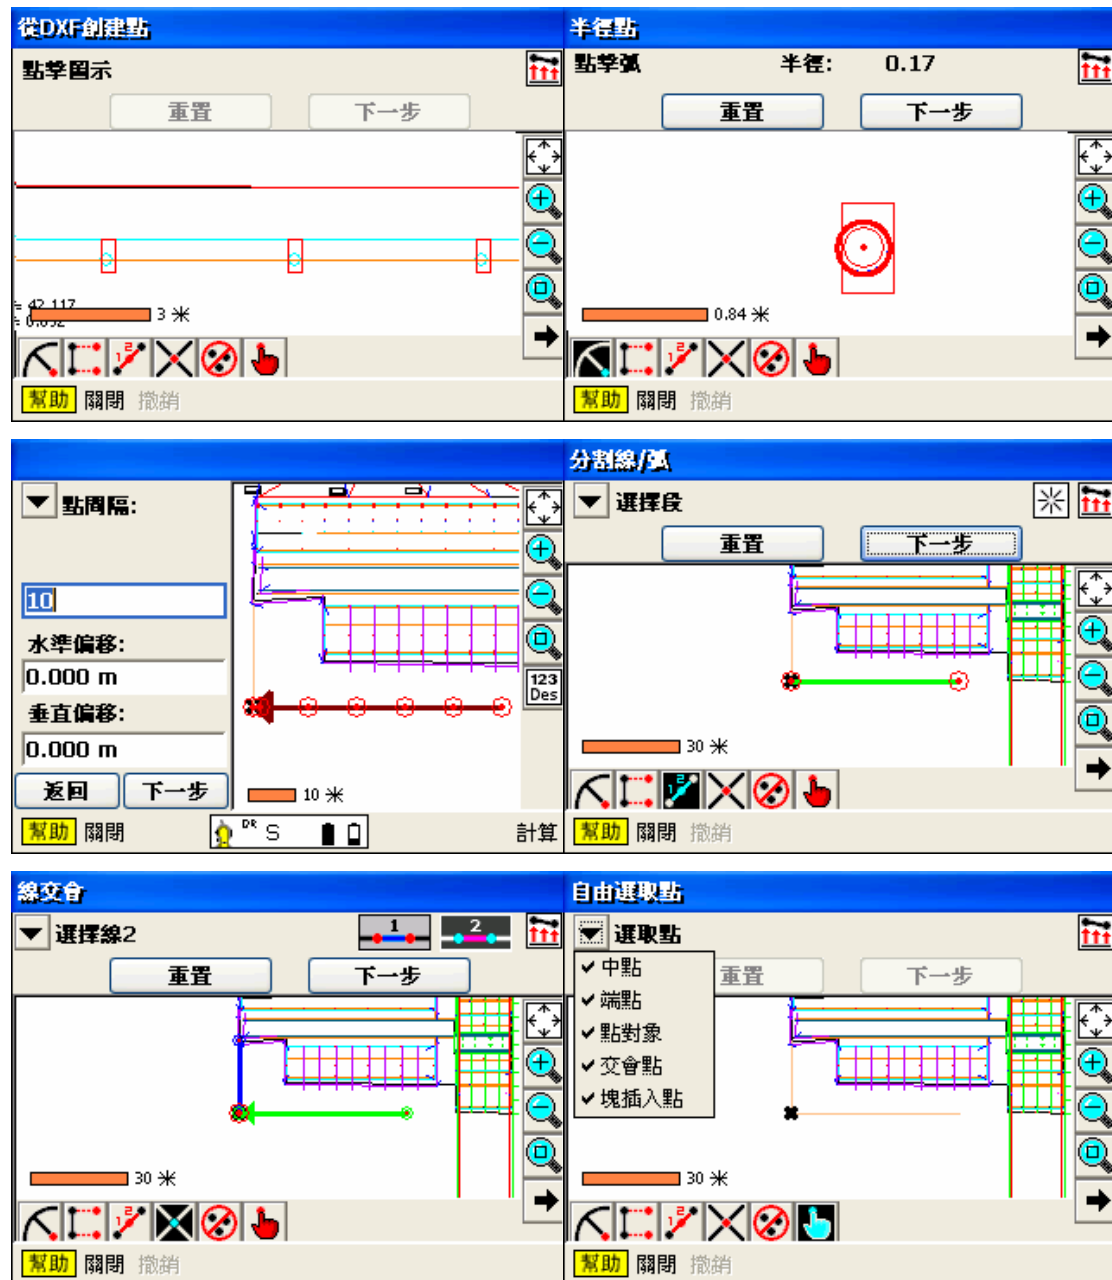 從DXF創建點
點擊圖示
重置 下一步
3 米
幫助 關閉 撤銷
半徑點
點擊弧 半徑: 0.17
重置 下一步
0.84 米
幫助 關閉 撤銷
點間隔:
10
水準偏移:
0.000 m
垂直偏移:
0.000 m
返回 下一步
123
Des
10 米
幫助 關閉 DR S 計算
分割線/弧
選擇段
重置 下一步
30 米
幫助 關閉 撤銷
線交會
選擇線2 1 2
重置 下一步
30 米
幫助 關閉 撤銷
自由選取點
選取點
重置 下一步
中點
端點
點對象
交會點
塊插入點
30 米
幫助 關閉 撤銷